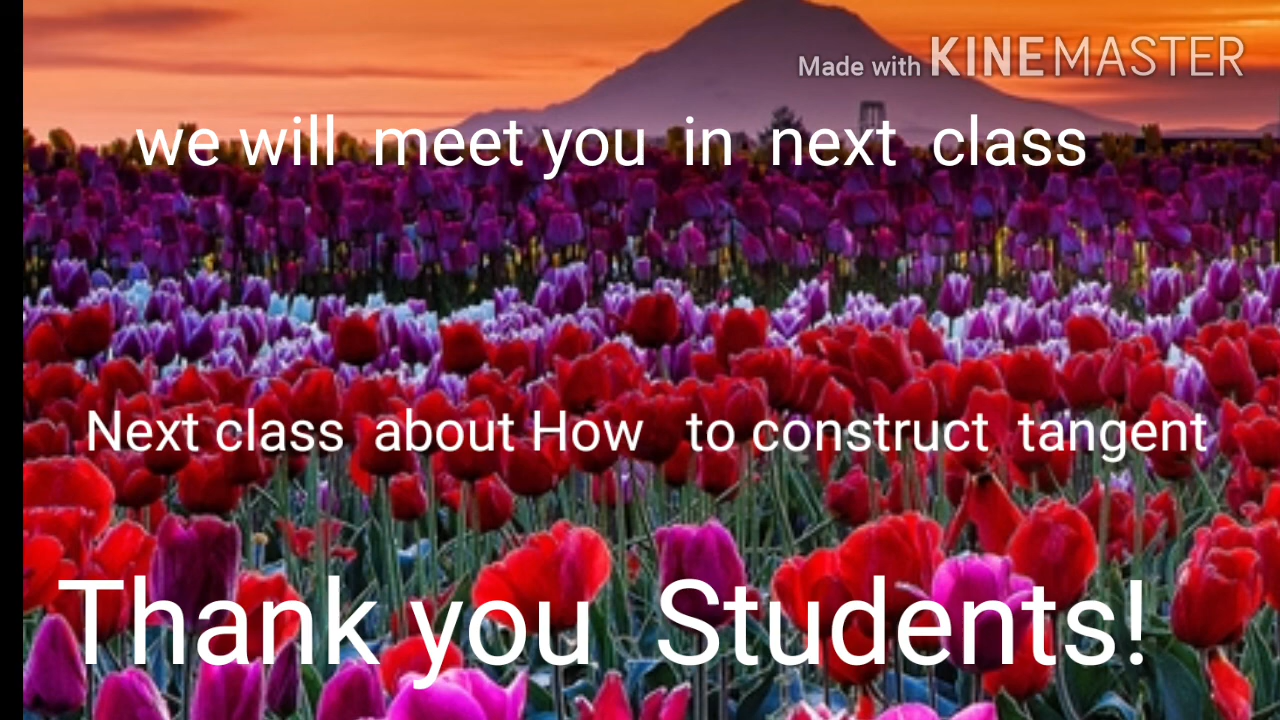 Made with KINEMASTER
we will meet you in next class
Next class about How to construct tangent
Thank you Students!